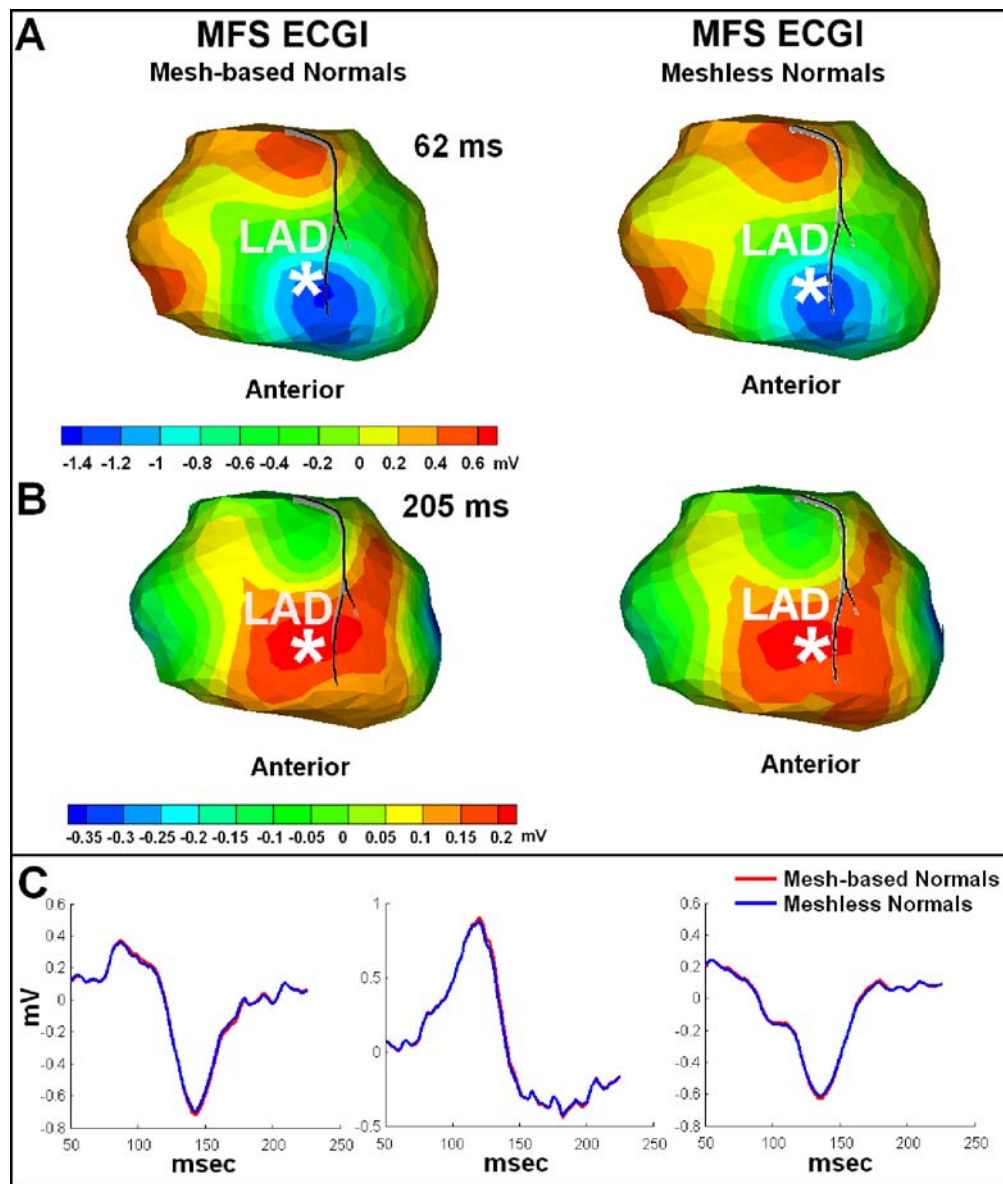 A
MFS ECGI
Mesh-based Normals
MFS ECGI
Meshless Normals
62 ms
LAD
*
LAD
*
Anterior
Anterior
-1.4 -1.2 -1 -0.8 -0.6 -0.4 -0.2 0 0.2 0.4 0.6 mV
B
205 ms
LAD
*
LAD
*
Anterior
Anterior
-0.35 -0.3 -0.25 -0.2 -0.15 -0.1 -0.05 0 0.05 0.1 0.15 0.2 mV
C
Mesh-based Normals
Meshless Normals
mV
0.6
0.4
0.2
0
-0.2
-0.4
-0.6
-0.8
50 100 150 200 250
msec
1
0.5
0
-0.5
50 100 150 200 250
msec
0.6
0.4
0.2
0
-0.2
-0.4
-0.6
-0.8
50 100 150 200 250
msec